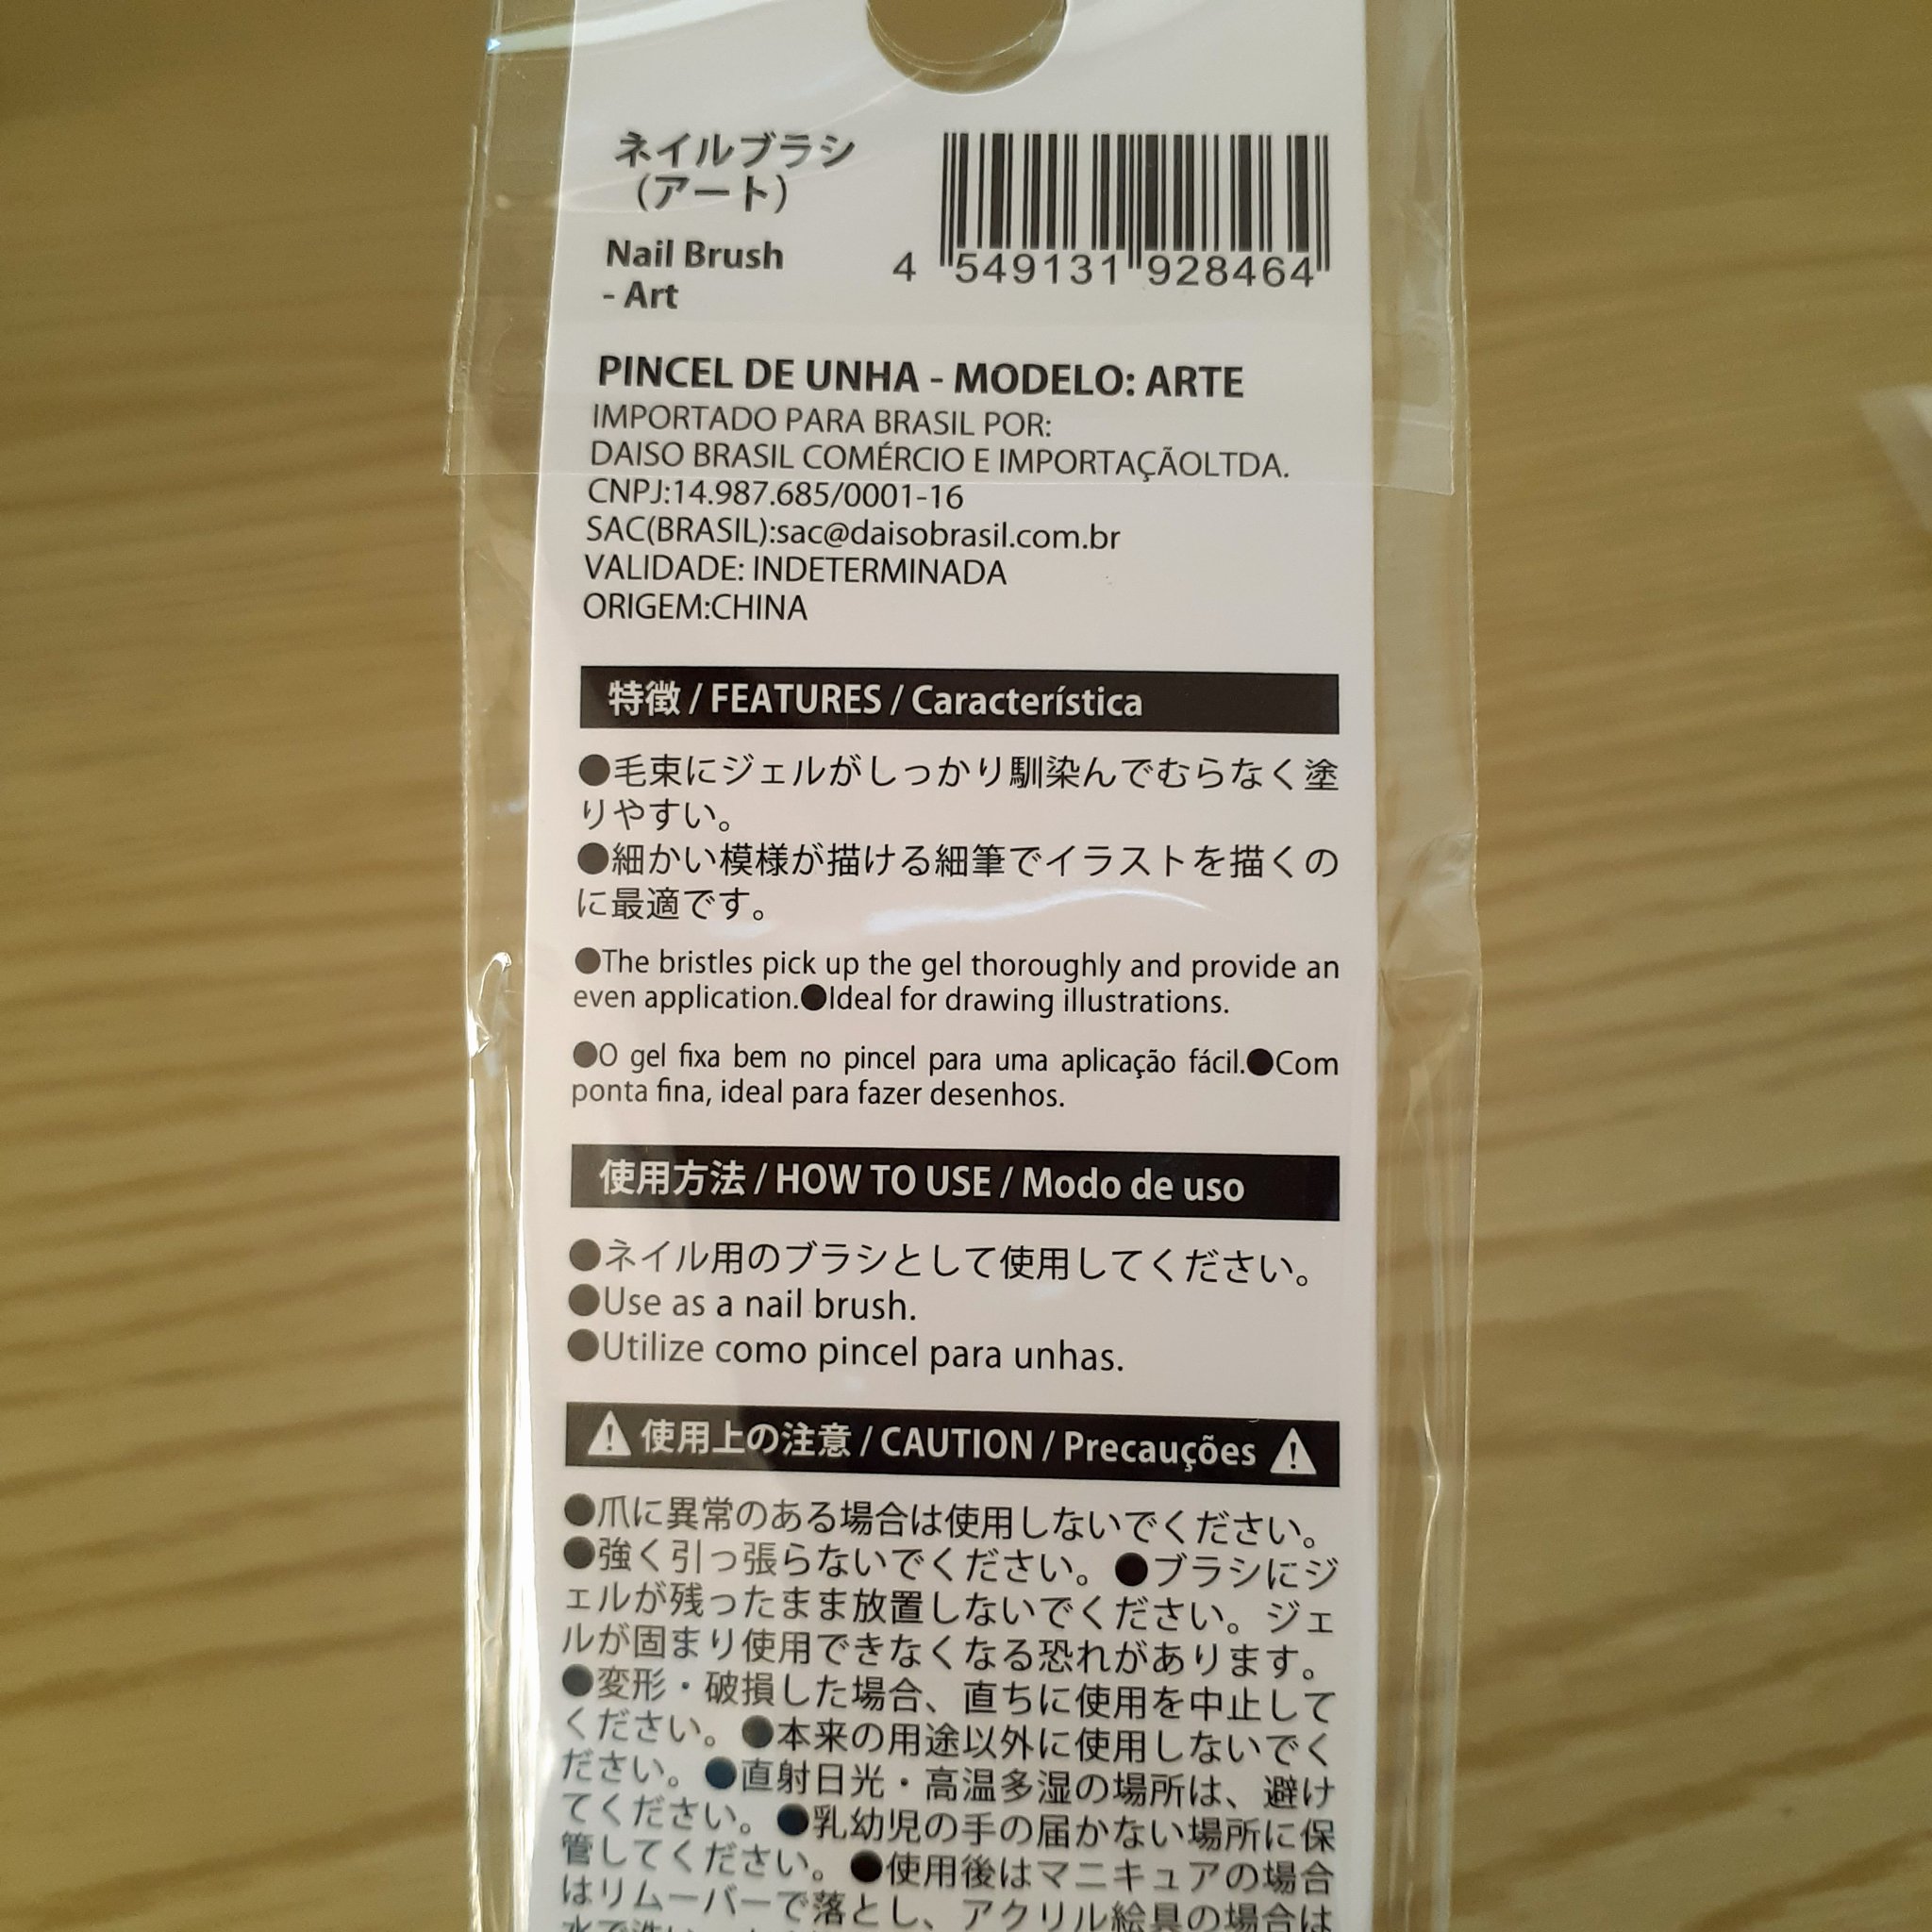 ネイルブラシ
（アート）
Nail Brush
- Art
4 549131 928464
PINCEL DE UNHA - MODELO: ARTE
IMPORTADO PARA BRASIL POR:
DAISO BRASIL COMÉRCIO E IMPORTAÇÃOLTDA.
CNPJ:14.987.685/0001-16
SAC(BRASIL):sac@daisobrasil.com.br
VALIDADE: INDETERMINADA
ORIGEM:CHINA
特徴 / FEATURES / Característica
●毛束にジェルがしっかり馴染んでむらなく塗
りやすい。
●細かい模様が描ける細筆でイラストを描くの
に最適です。
●The bristles pick up the gel thoroughly and provide an
even application.●Ideal for drawing illustrations.
●O gel fixa bem no pincel para uma aplicação fácil.●Com
ponta fina, ideal para fazer desenhos.
使用方法 / HOW TO USE / Modo de uso
●ネイル用のブラシとして使用してください。
●Use as a nail brush.
●Utilize como pincel para unhas.
使用上の注意 / CAUTION / Precauções
●爪に異常のある場合は使用しないでください。
●強く引っ張らないでください。●ブラシにジ
ェルが残ったまま放置しないでください。ジェ
ルが固まり使用できなくなる恐れがあります。
●変形・破損した場合、直ちに使用を中止して
ください。●本来の用途以外に使用しないでく
ださい。●直射日光・高温多湿の場所は、避け
てください。●乳幼児の手の届かない場所に保
管してください。●使用後はマニキュアの場合
はリムーバーで落とし、アクリル絵具の場合は